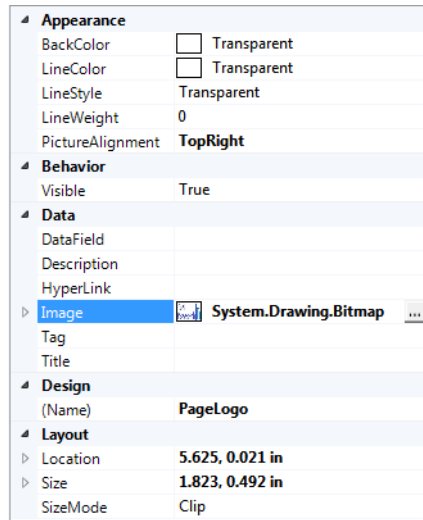 Appearance
BackColor Transparent
LineColor Transparent
LineStyle Transparent
LineWeight 0
PictureAlignment TopRight
Behavior
Visible True
Data
DataField
Description
HyperLink
Image System.Drawing.Bitmap ...
Tag
Title
Design
(Name) PageLogo
Layout
Location 5.625, 0.021 in
Size 1.823, 0.492 in
SizeMode Clip